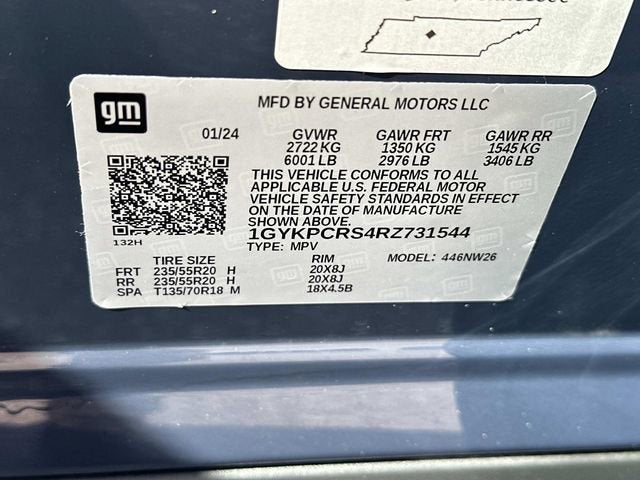 gm
MFD BY GENERAL MOTORS LLC
01/24 GVWR GAWR FRT GAWR RR
2722 KG 1350 KG 1545 KG
6001 LB 2976 LB 3406 LB
THIS VEHICLE CONFORMS TO ALL
APPLICABLE U.S. FEDERAL MOTOR
VEHICLE SAFETY STANDARDS IN EFFECT
ON THE DATE OF MANUFACTURE
SHOWN ABOVE.
1GYKPCRS4RZ731544
132H
TYPE: MPV MODEL: 446NW26
TIRE SIZE RIM
FRT 235/55R20 H 20X8J
RR 235/55R20 H 20X8J
SPA T135/70R18 M 18X4.5B